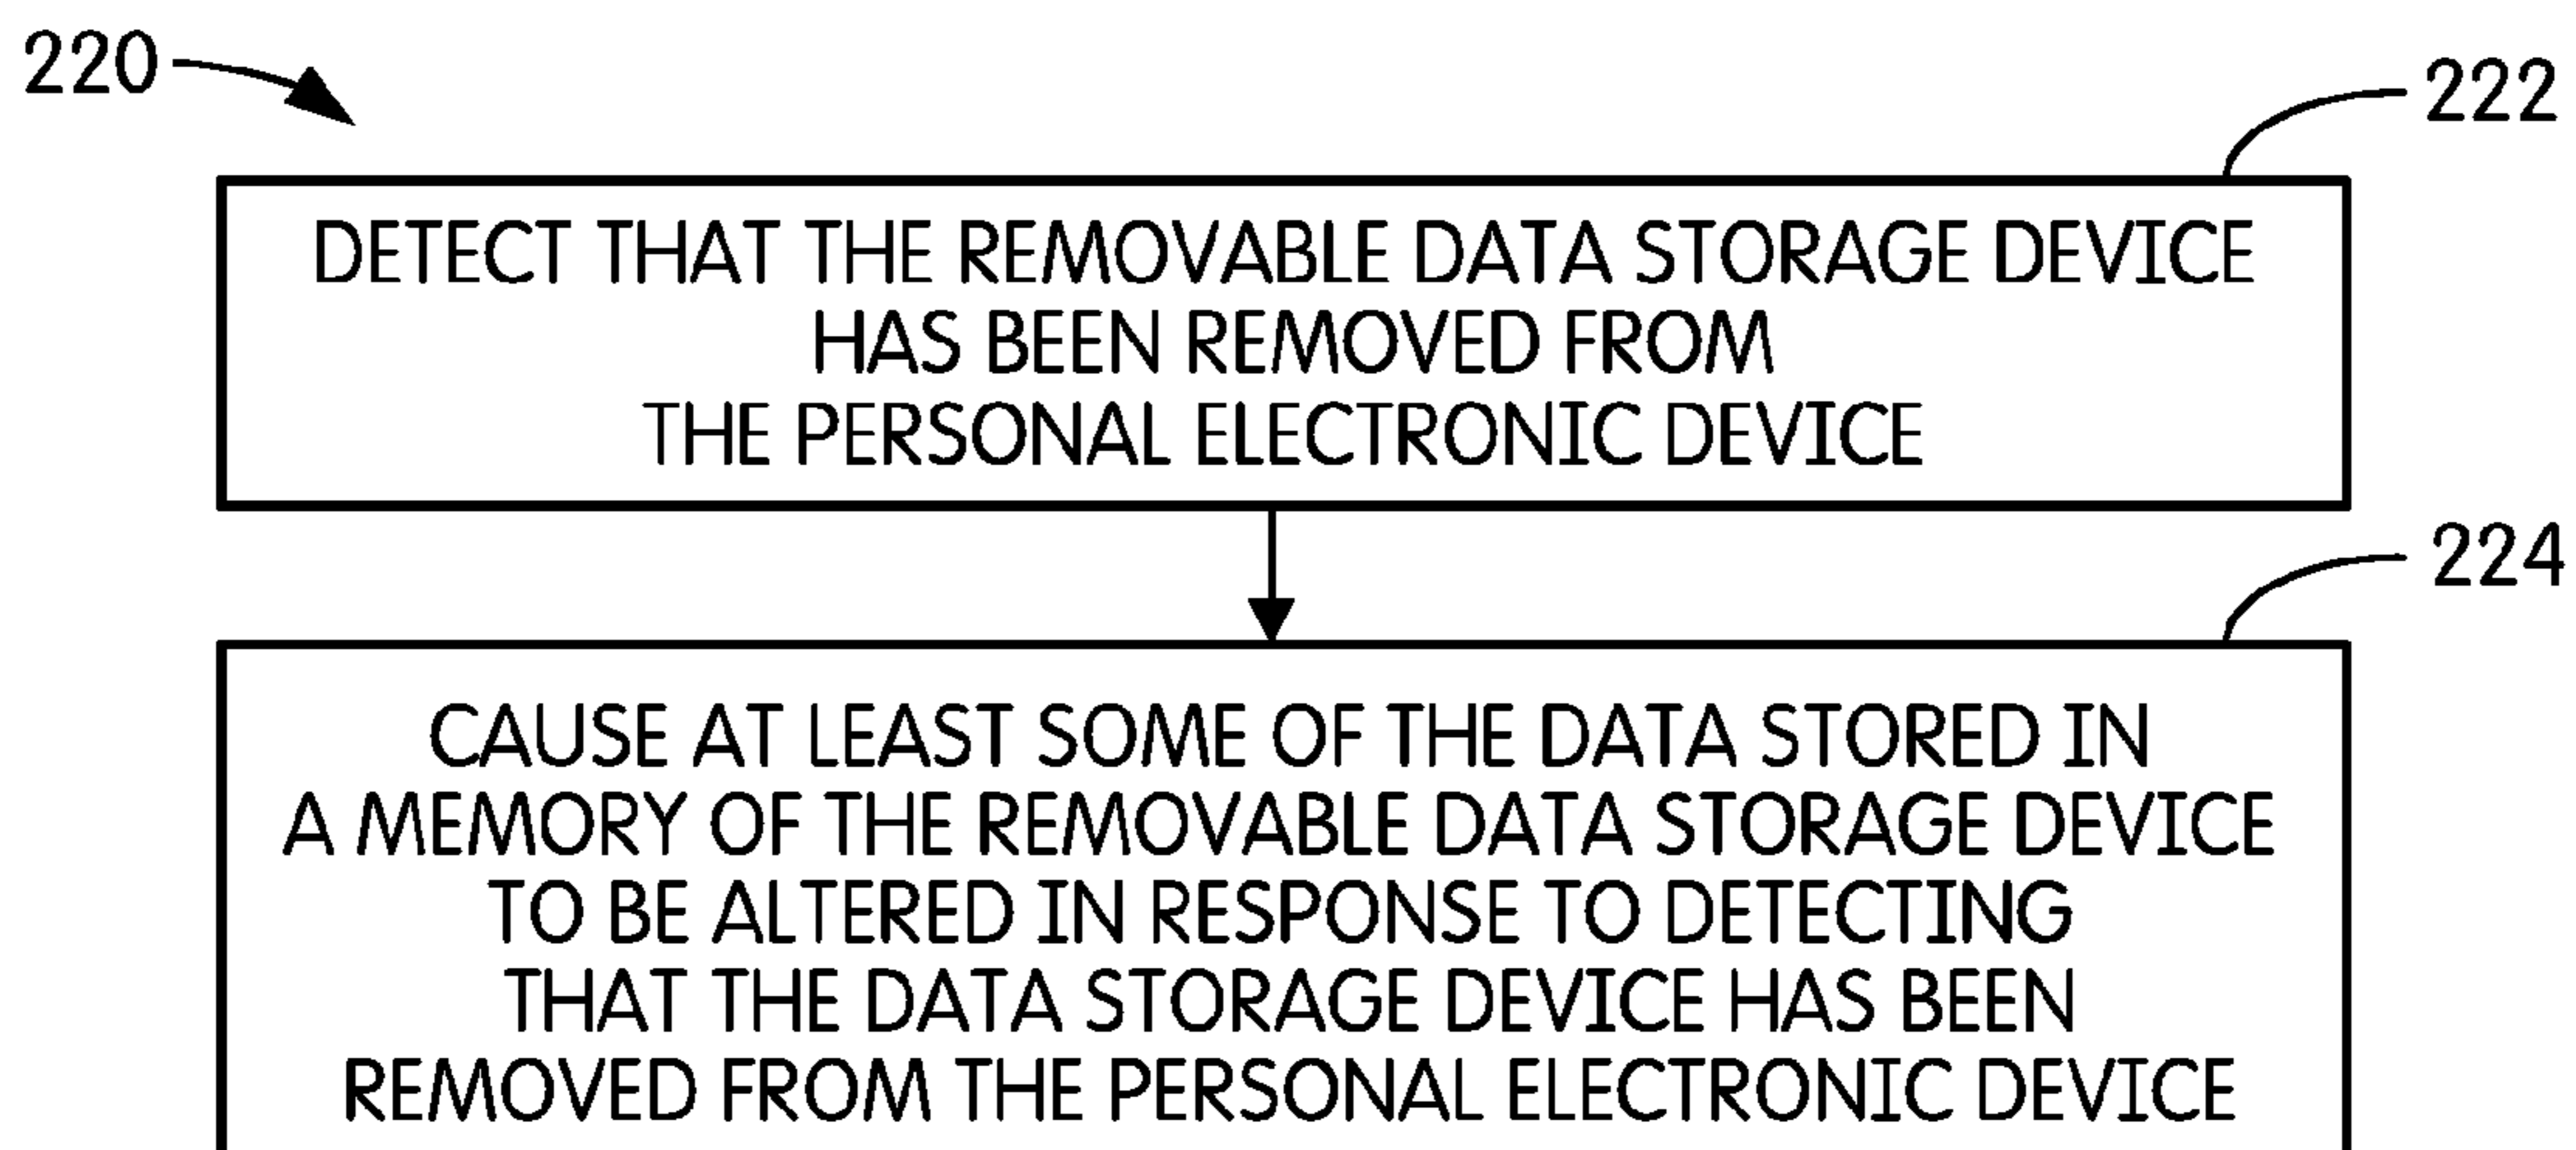 220
222
DETECT THAT THE REMOVABLE DATA STORAGE DEVICE
HAS BEEN REMOVED FROM
THE PERSONAL ELECTRONIC DEVICE
224
CAUSE AT LEAST SOME OF THE DATA STORED IN
A MEMORY OF THE REMOVABLE DATA STORAGE DEVICE
TO BE ALTERED IN RESPONSE TO DETECTING
THAT THE DATA STORAGE DEVICE HAS BEEN
REMOVED FROM THE PERSONAL ELECTRONIC DEVICE